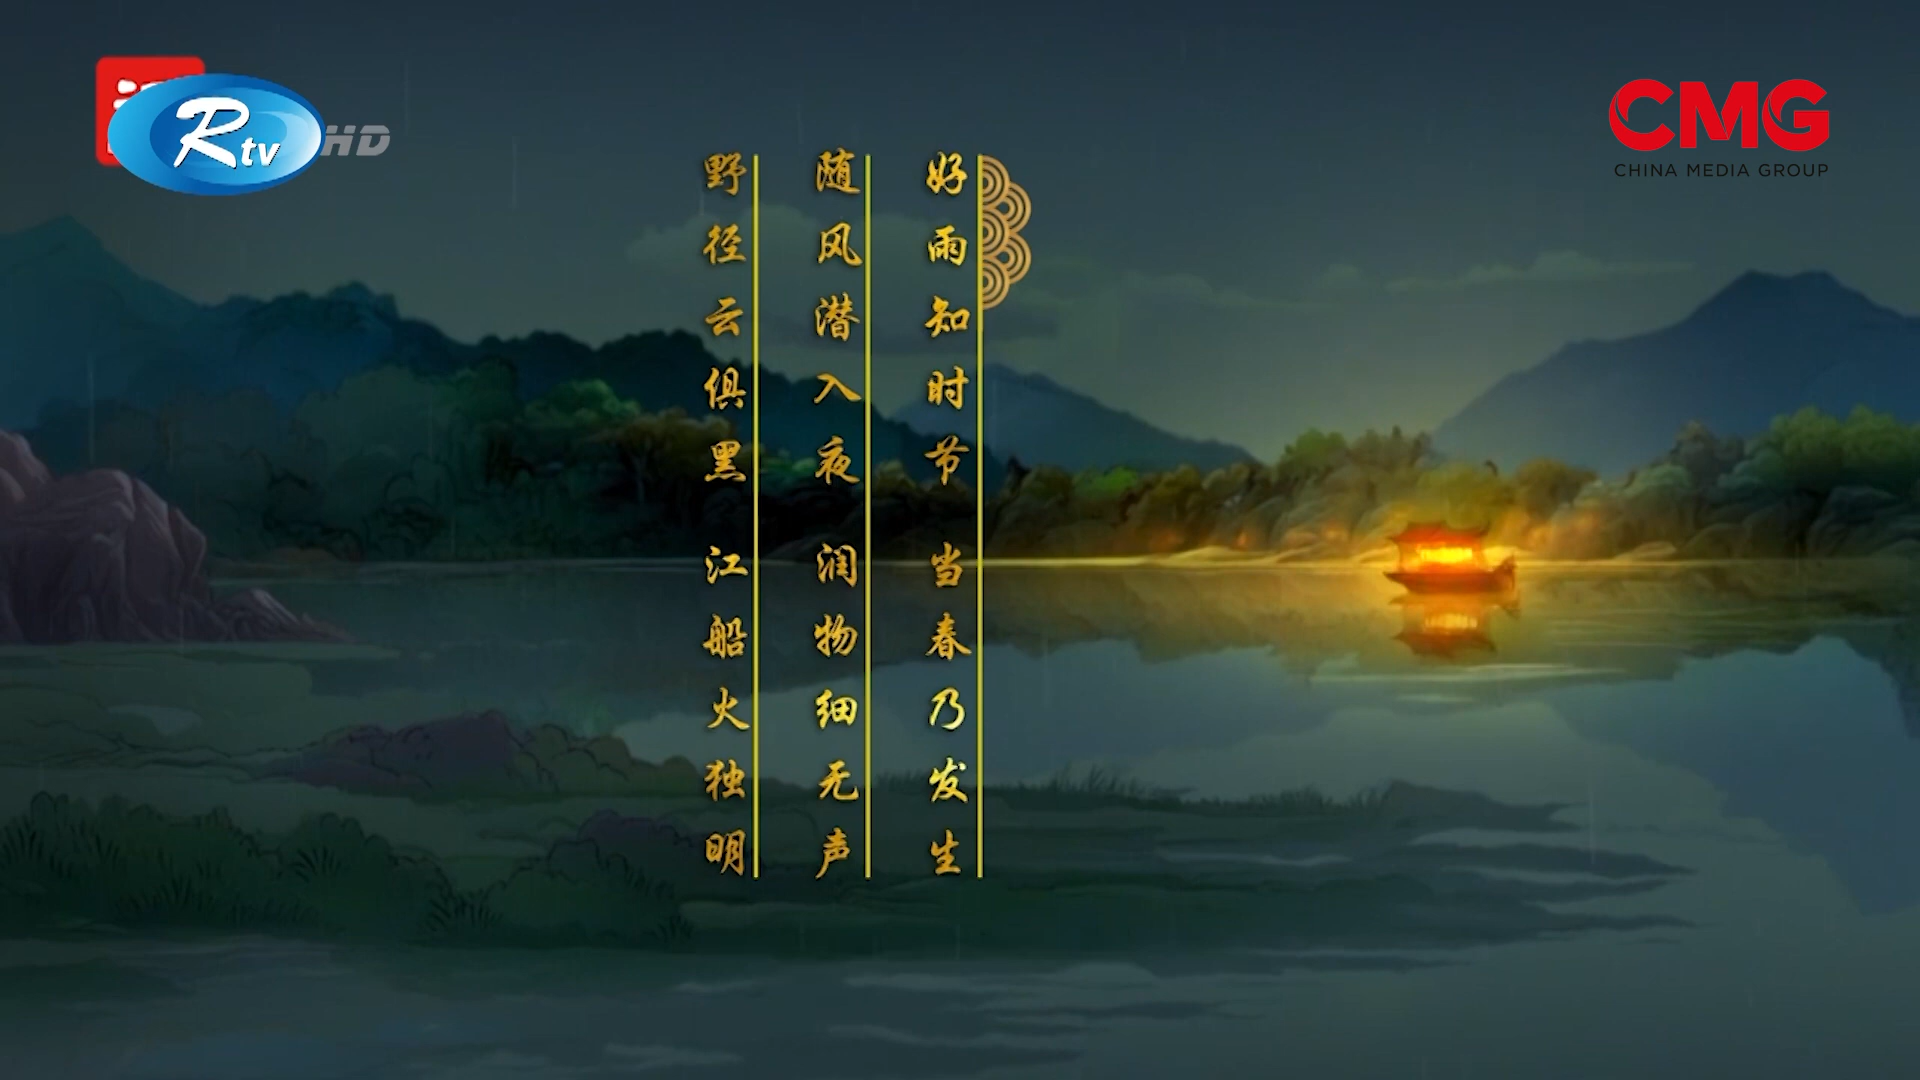 Rtv
HD
CMG
CHINA MEDIA GROUP
好雨知时节 当春乃发生
随风潜入夜 润物细无声
野径云俱黑 江船火独明